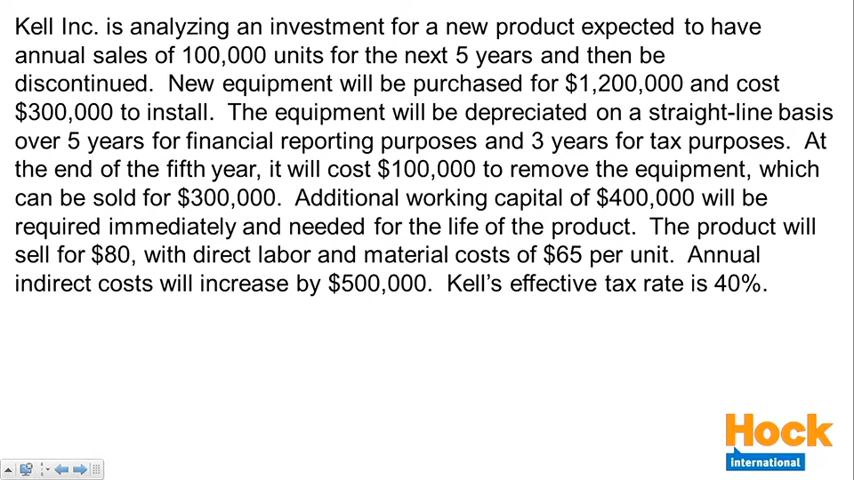 Kell Inc. is analyzing an investment for a new product expected to have
annual sales of 100,000 units for the next 5 years and then be
discontinued.  New equipment will be purchased for $1,200,000 and cost
$300,000 to install.  The equipment will be depreciated on a straight-line basis
over 5 years for financial reporting purposes and 3 years for tax purposes.  At
the end of the fifth year, it will cost $100,000 to remove the equipment, which
can be sold for $300,000.  Additional working capital of $400,000 will be
required immediately and needed for the life of the product.  The product will
sell for $80, with direct labor and material costs of $65 per unit.  Annual
indirect costs will increase by $500,000.  Kell’s effective tax rate is 40%.
Hock
international